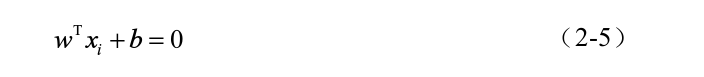 wᵀxᵢ + b = 0 （2-5）